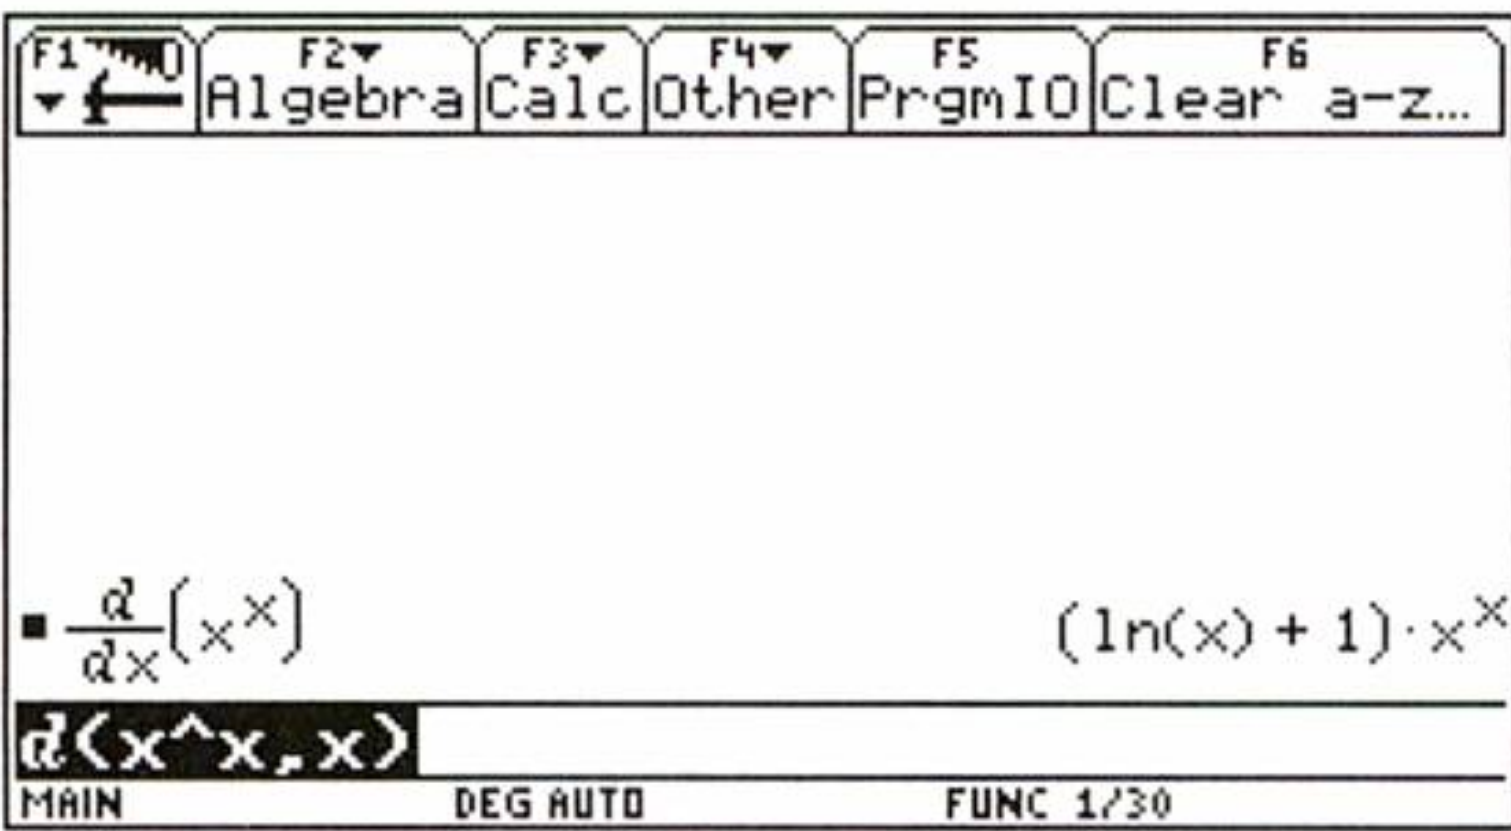 F1 F2▼ F3▼ F4▼ F5 F6
▼ Algebra Calc Other PrgmIO Clear a-z…
■ d/dx(x^x) (ln(x) + 1)·x^x
d(x^x,x)
MAIN DEG AUTO FUNC 1/30